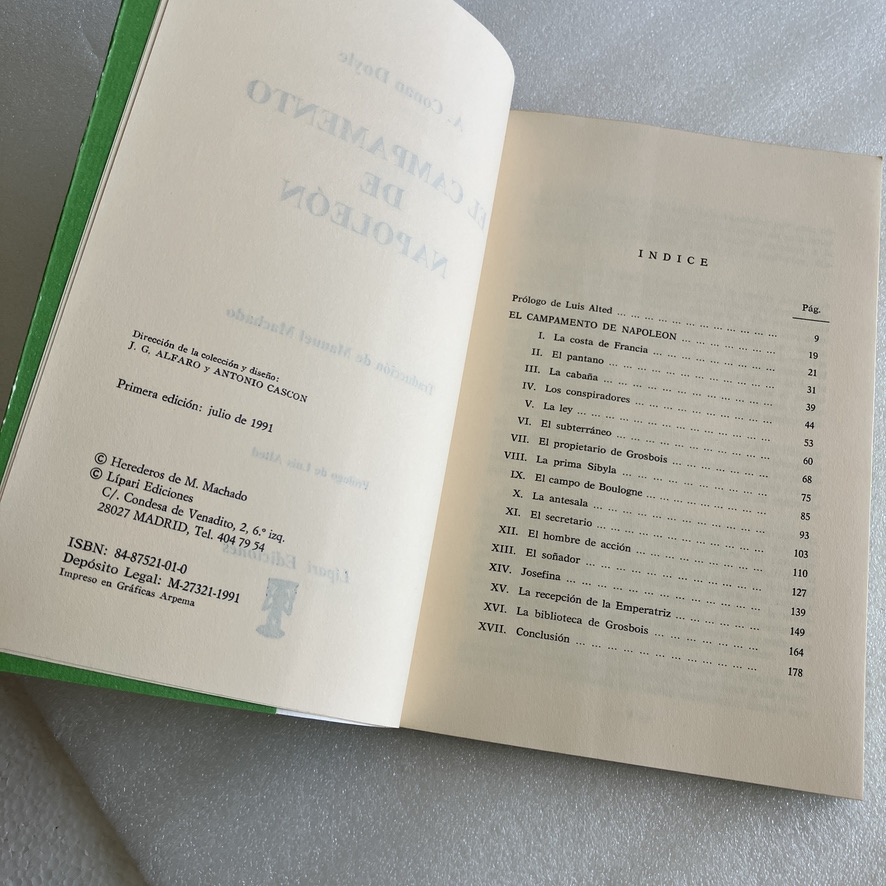 Dirección de la colección y diseño:
J. G. ALFARO y ANTONIO CASCON
Primera edición: julio de 1991
© Herederos de M. Machado
© Lípari Ediciones
C/. Condesa de Venadito, 2, 6.º izq.
28027 MADRID, Tel. 404 79 54
ISBN: 84-87521-01-0
Depósito Legal: M-27321-1991
Impreso en Gráficas Arpema
INDICE
Pág.
Prólogo de Luis Alted ... 9
EL CAMPAMENTO DE NAPOLEON ... 19
I. La costa de Francia ... 21
II. El pantano ... 31
III. La cabaña ... 39
IV. Los conspiradores ... 44
V. La ley ... 53
VI. El subterráneo ... 60
VII. El propietario de Grosbois ... 68
VIII. La prima Sibyla ... 75
IX. El campo de Boulogne ... 85
X. La antesala ... 93
XI. El secretario ... 103
XII. El hombre de acción ... 110
XIII. El soñador ... 127
XIV. Josefina ... 139
XV. La recepción de la Emperatriz ... 149
XVI. La biblioteca de Grosbois ... 164
XVII. Conclusión ... 178